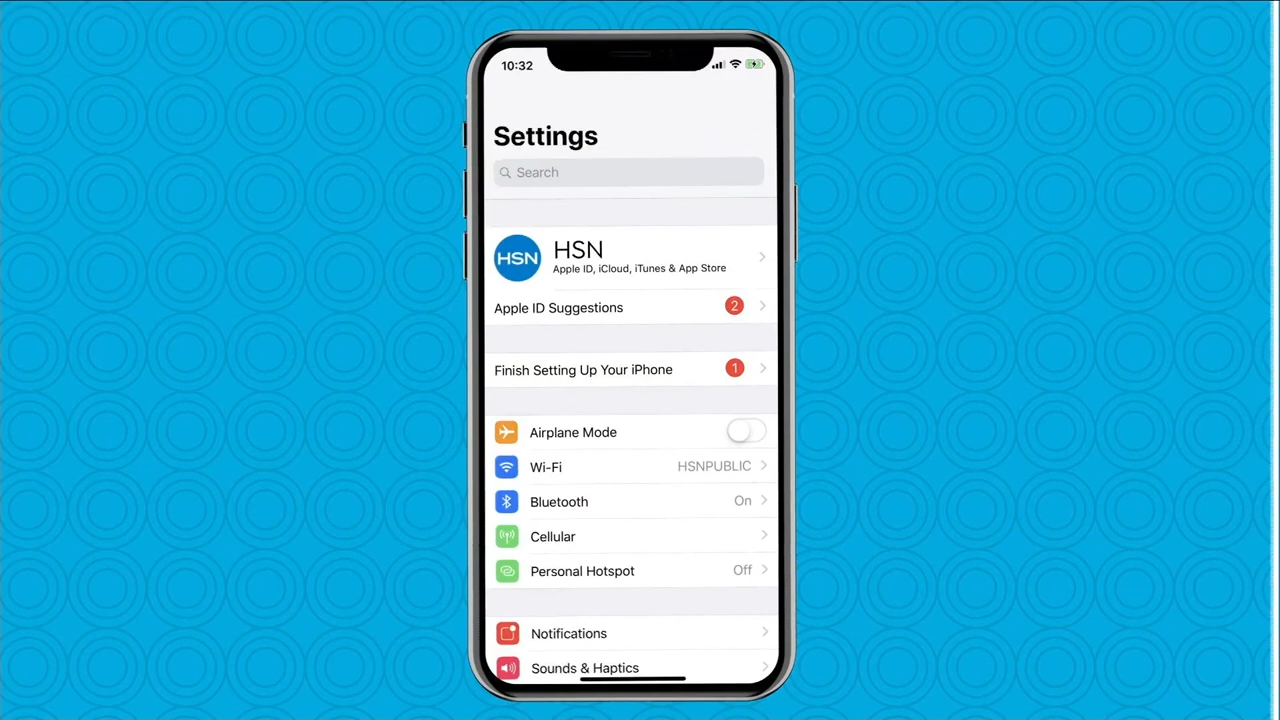 10:32
Settings
Search
HSN
HSN
Apple ID, iCloud, iTunes & App Store
Apple ID Suggestions 2
Finish Setting Up Your iPhone 1
Airplane Mode
Wi-Fi HSNPUBLIC
Bluetooth On
Cellular
Personal Hotspot Off
Notifications
Sounds & Haptics